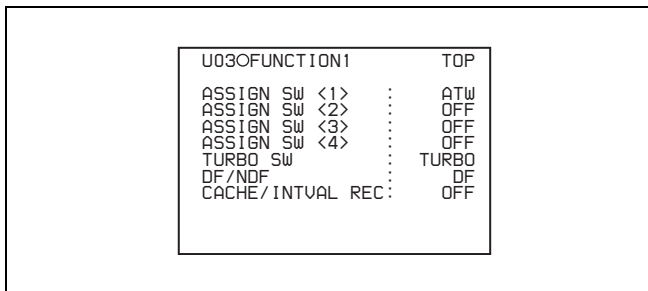 U03○FUNCTION1 TOP
ASSIGN SW <1> : ATW
ASSIGN SW <2> : OFF
ASSIGN SW <3> : OFF
ASSIGN SW <4> : OFF
TURBO SW : TURBO
DF/NDF : DF
CACHE/INTVAL REC: OFF